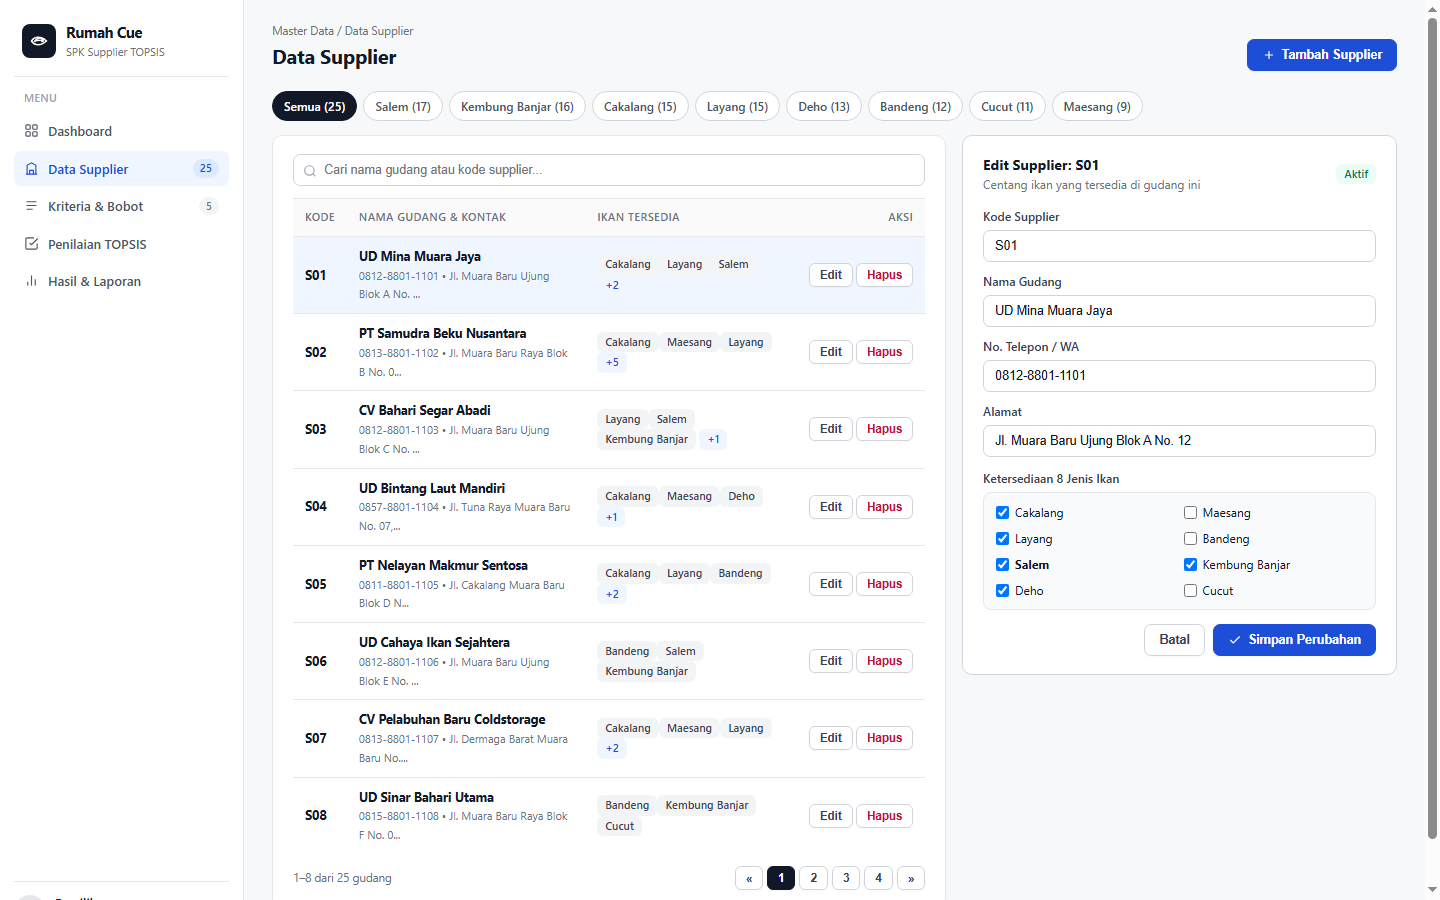 Rumah Cue
SPK Supplier TOPSIS
MENU
Dashboard
Data Supplier 25
Kriteria & Bobot 5
Penilaian TOPSIS
Hasil & Laporan
Master Data / Data Supplier
Data Supplier
+ Tambah Supplier
Semua (25) Salem (17) Kembung Banjar (16) Cakalang (15) Layang (15) Deho (13) Bandeng (12) Cucut (11) Maesang (9)
Cari nama gudang atau kode supplier...
KODE NAMA GUDANG & KONTAK IKAN TERSEDIA AKSI
S01
UD Mina Muara Jaya
0812-8801-1101 • Jl. Muara Baru Ujung
Blok A No. ...
Cakalang Layang Salem
+2
Edit Hapus
S02
PT Samudra Beku Nusantara
0813-8801-1102 • Jl. Muara Baru Raya Blok
B No. 0...
Cakalang Maesang Layang
+5
Edit Hapus
S03
CV Bahari Segar Abadi
0812-8801-1103 • Jl. Muara Baru Ujung
Blok C No. ...
Layang Salem
Kembung Banjar +1
Edit Hapus
S04
UD Bintang Laut Mandiri
0857-8801-1104 • Jl. Tuna Raya Muara Baru
No. 07,...
Cakalang Maesang Deho
+1
Edit Hapus
S05
PT Nelayan Makmur Sentosa
0811-8801-1105 • Jl. Cakalang Muara Baru
Blok D N...
Cakalang Layang Bandeng
+2
Edit Hapus
S06
UD Cahaya Ikan Sejahtera
0812-8801-1106 • Jl. Muara Baru Ujung
Blok E No. ...
Bandeng Salem
Kembung Banjar
Edit Hapus
S07
CV Pelabuhan Baru Coldstorage
0813-8801-1107 • Jl. Dermaga Barat Muara
Baru No....
Cakalang Maesang Layang
+2
Edit Hapus
S08
UD Sinar Bahari Utama
0815-8801-1108 • Jl. Muara Baru Raya Blok
F No. 0...
Bandeng Kembung Banjar
Cucut
Edit Hapus
1–8 dari 25 gudang
« 1 2 3 4 »
Edit Supplier: S01
Centang ikan yang tersedia di gudang ini
Aktif
Kode Supplier
S01
Nama Gudang
UD Mina Muara Jaya
No. Telepon / WA
0812-8801-1101
Alamat
Jl. Muara Baru Ujung Blok A No. 12
Ketersediaan 8 Jenis Ikan
Cakalang Maesang
Layang Bandeng
Salem Kembung Banjar
Deho Cucut
Batal Simpan Perubahan